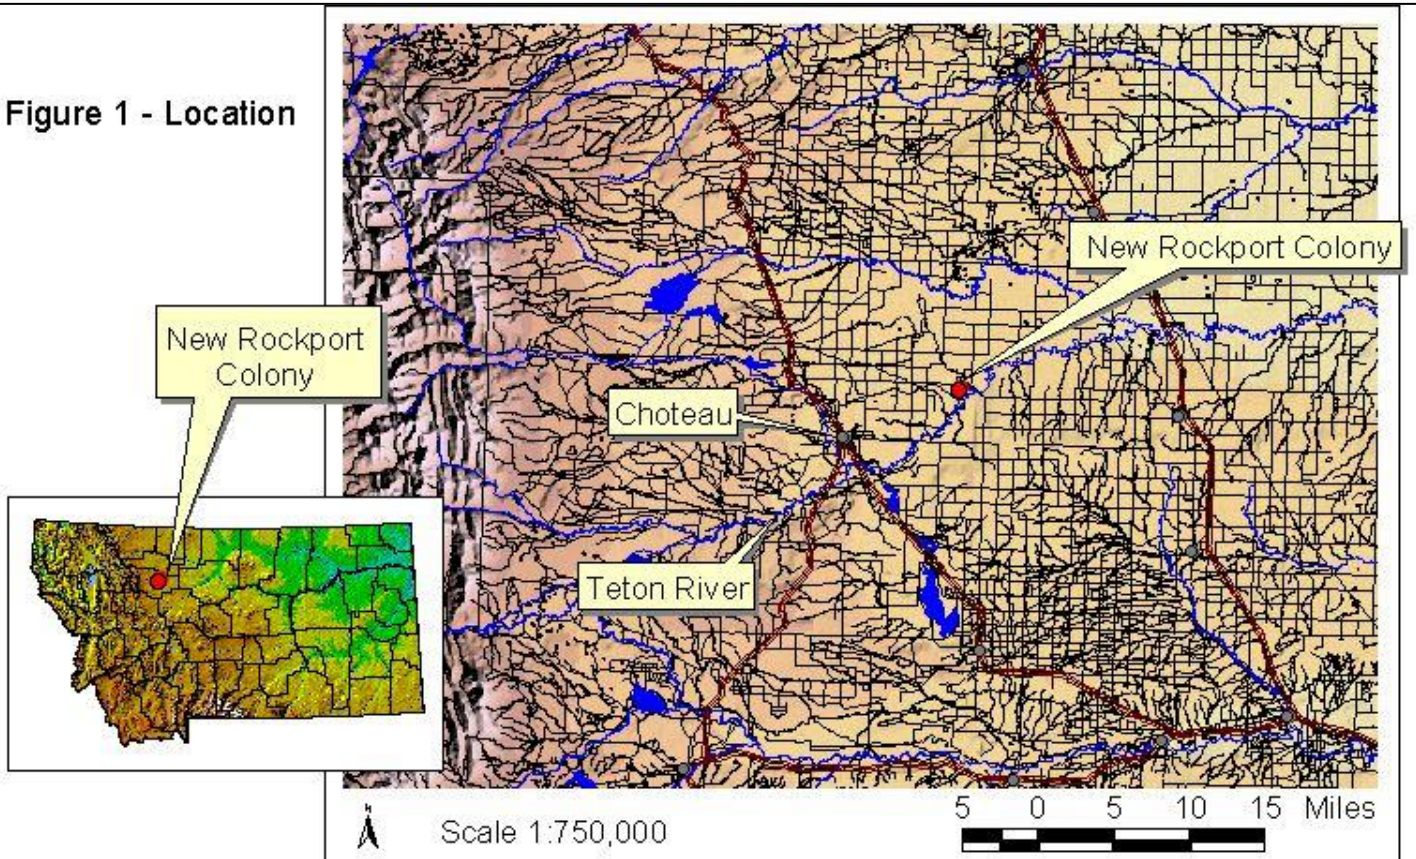 Figure 1 - Location
New Rockport Colony
New Rockport
Colony
Choteau
Teton River
N
Scale 1:750,000
5 0 5 10 15 Miles